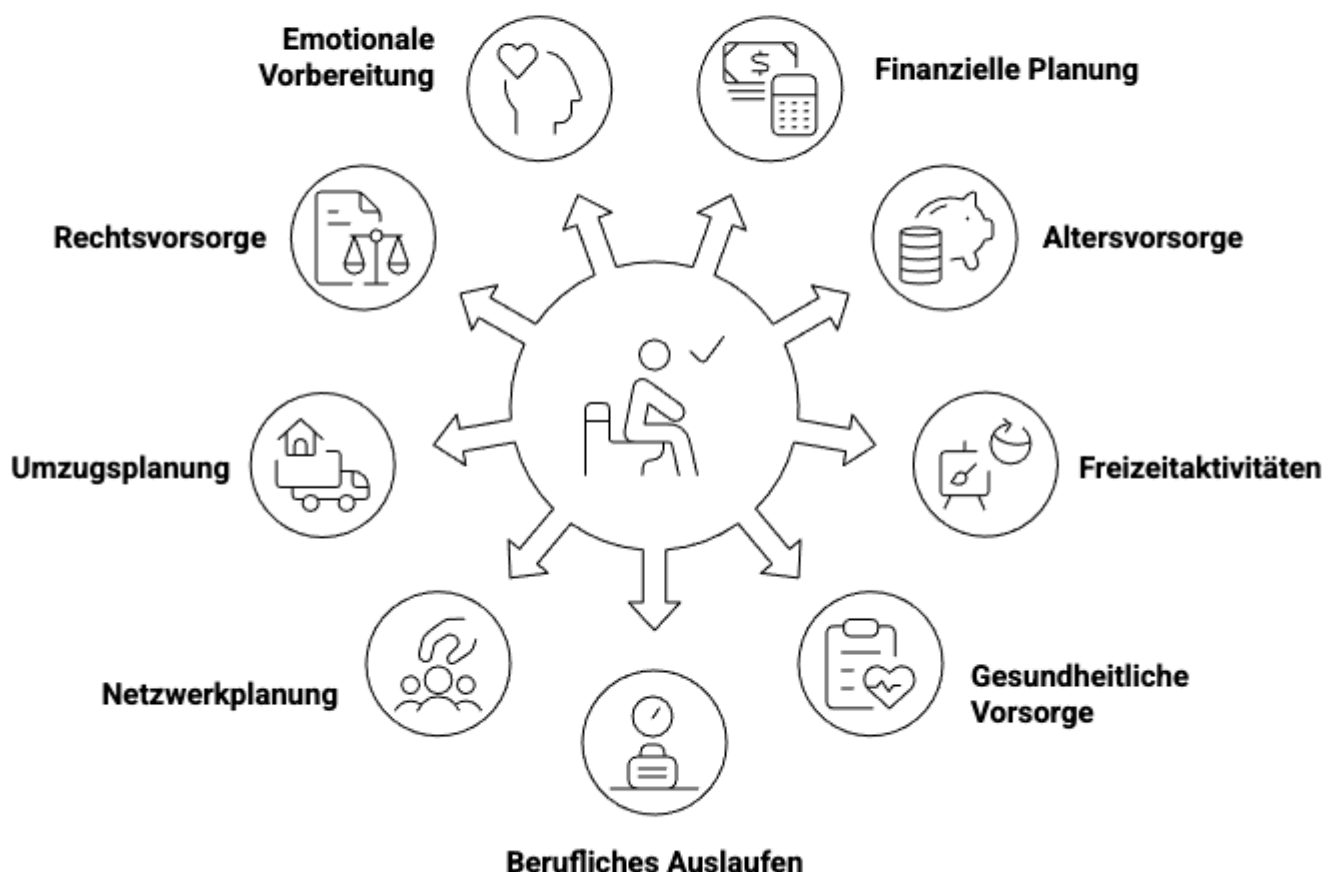 Emotionale
Vorbereitung
Finanzielle Planung
Rechtsvorsorge
Altersvorsorge
Umzugsplanung
Freizeitaktivitäten
Netzwerkplanung
Gesundheitliche
Vorsorge
Berufliches Auslaufen
$